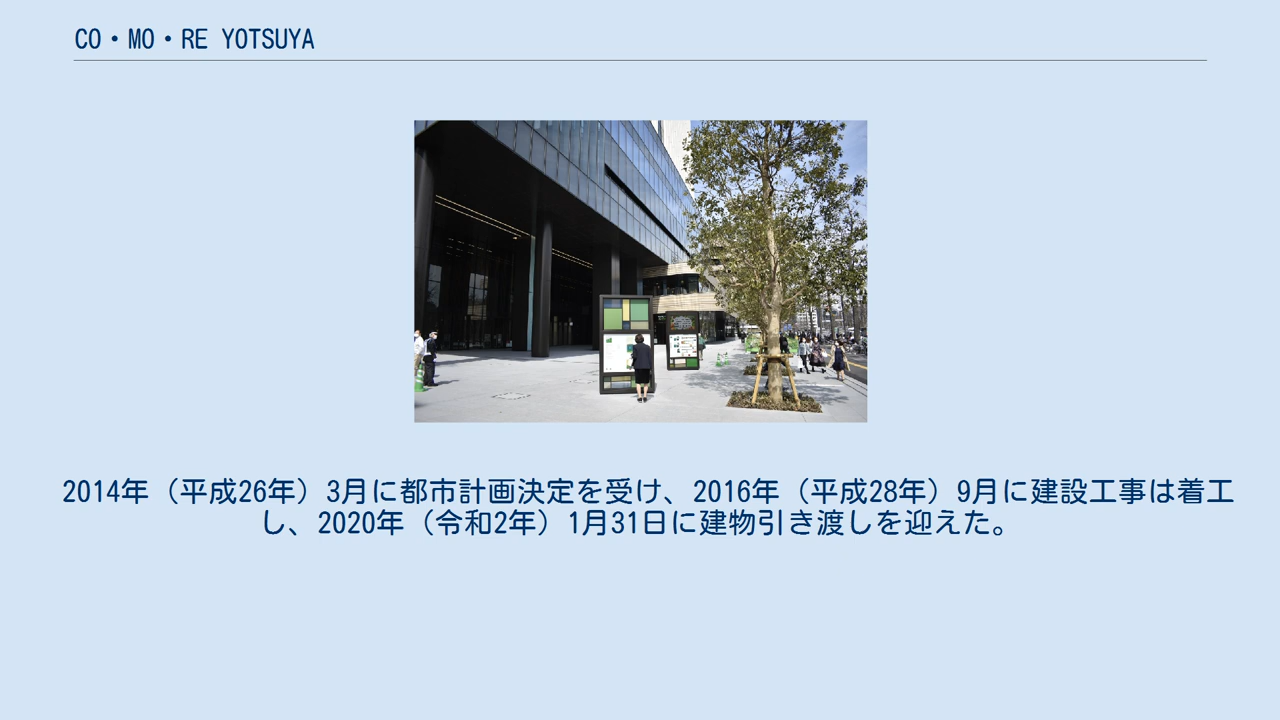 CO・MO・RE YOTSUYA
2014年（平成26年）3月に都市計画決定を受け、2016年（平成28年）9月に建設工事は着工
し、2020年（令和2年）1月31日に建物引き渡しを迎えた。